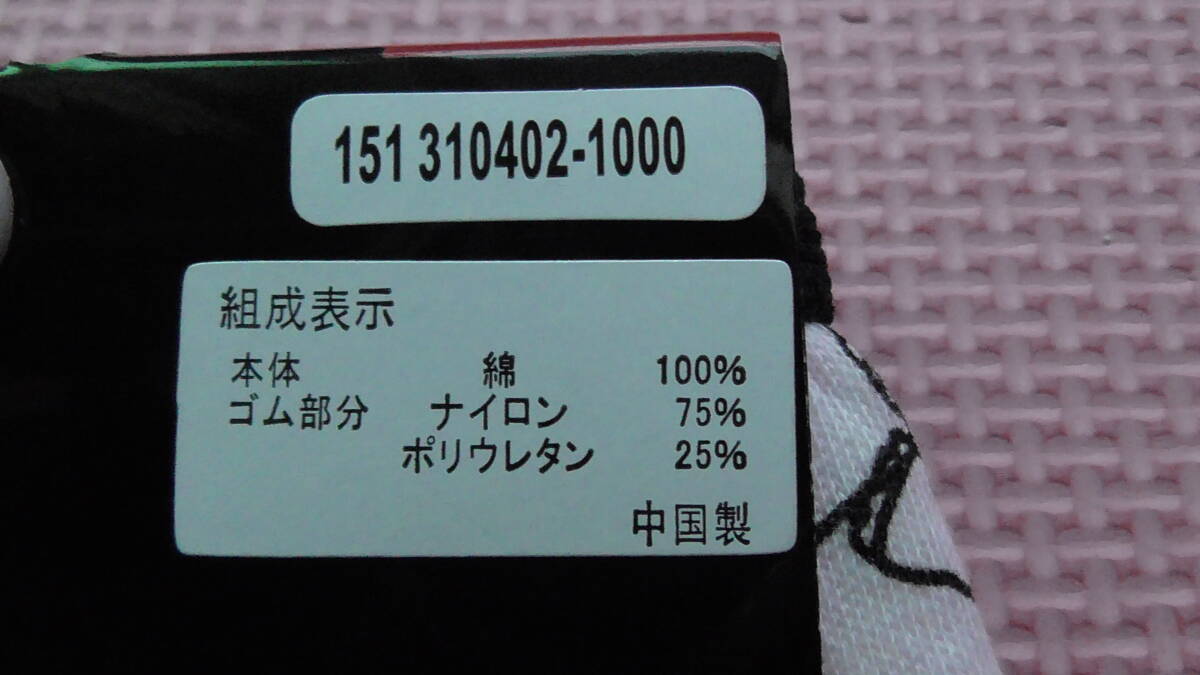 151 310402-1000
組成表示
本体 綿 100%
ゴム部分 ナイロン 75%
ポリウレタン 25%
中国製